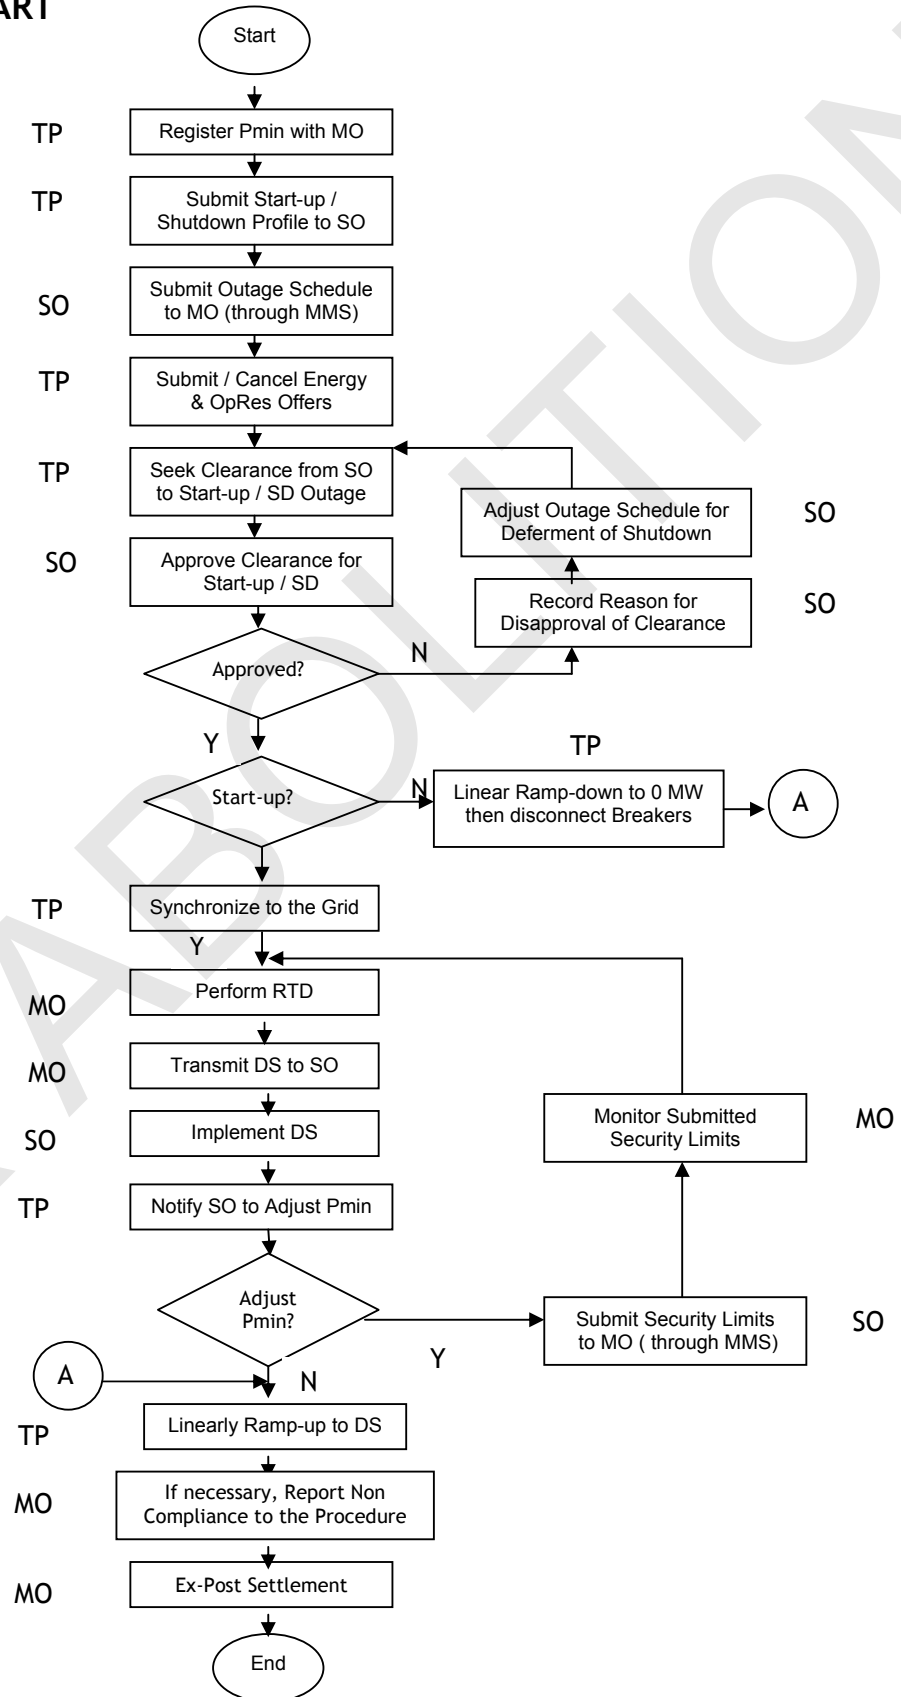 ART
Start
TP
Register Pmin with MO
TP
Submit Start-up /
Shutdown Profile to SO
SO
Submit Outage Schedule
to MO (through MMS)
TP
Submit / Cancel Energy
& OpRes Offers
TP
Seek Clearance from SO
to Start-up / SD Outage
Adjust Outage Schedule for
Deferment of Shutdown
SO
SO
Approve Clearance for
Start-up / SD
Record Reason for
Disapproval of Clearance
SO
Approved?
N
Y
TP
Start-up?
N
Linear Ramp-down to 0 MW
then disconnect Breakers
A
TP
Synchronize to the Grid
Y
MO
Perform RTD
MO
Transmit DS to SO
SO
Implement DS
Monitor Submitted
Security Limits
MO
TP
Notify SO to Adjust Pmin
Adjust
Pmin?
Y
Submit Security Limits
to MO ( through MMS)
SO
A
N
TP
Linearly Ramp-up to DS
MO
If necessary, Report Non
Compliance to the Procedure
MO
Ex-Post Settlement
End
ABOLITION